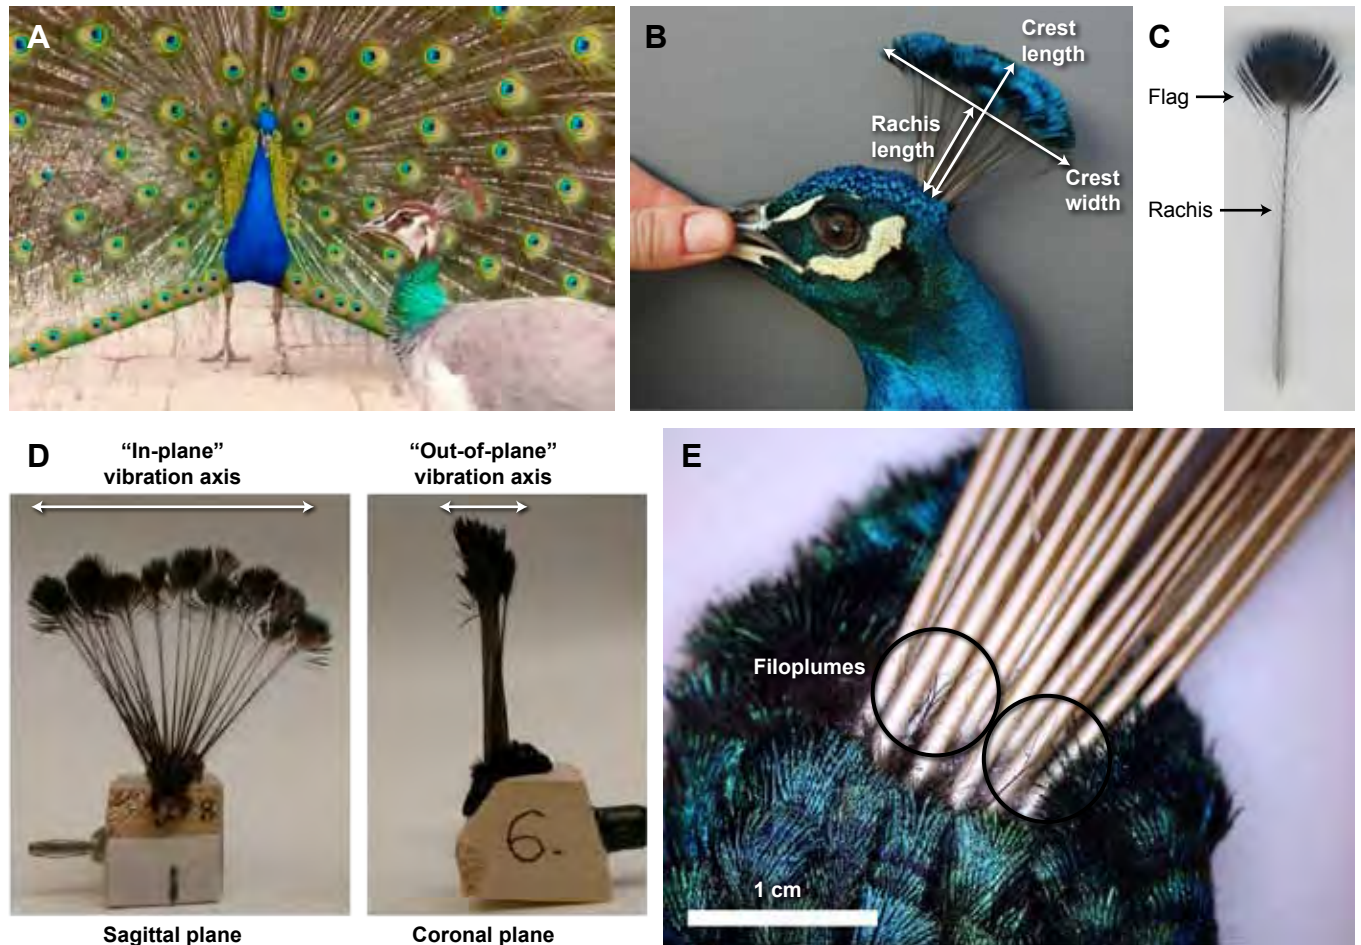 A
B
Crest
length
Rachis
length
Crest
width
C
Flag
Rachis
D
“In-plane”
vibration axis
“Out-of-plane”
vibration axis
8
6.
Sagittal plane
Coronal plane
E
Filoplumes
1 cm